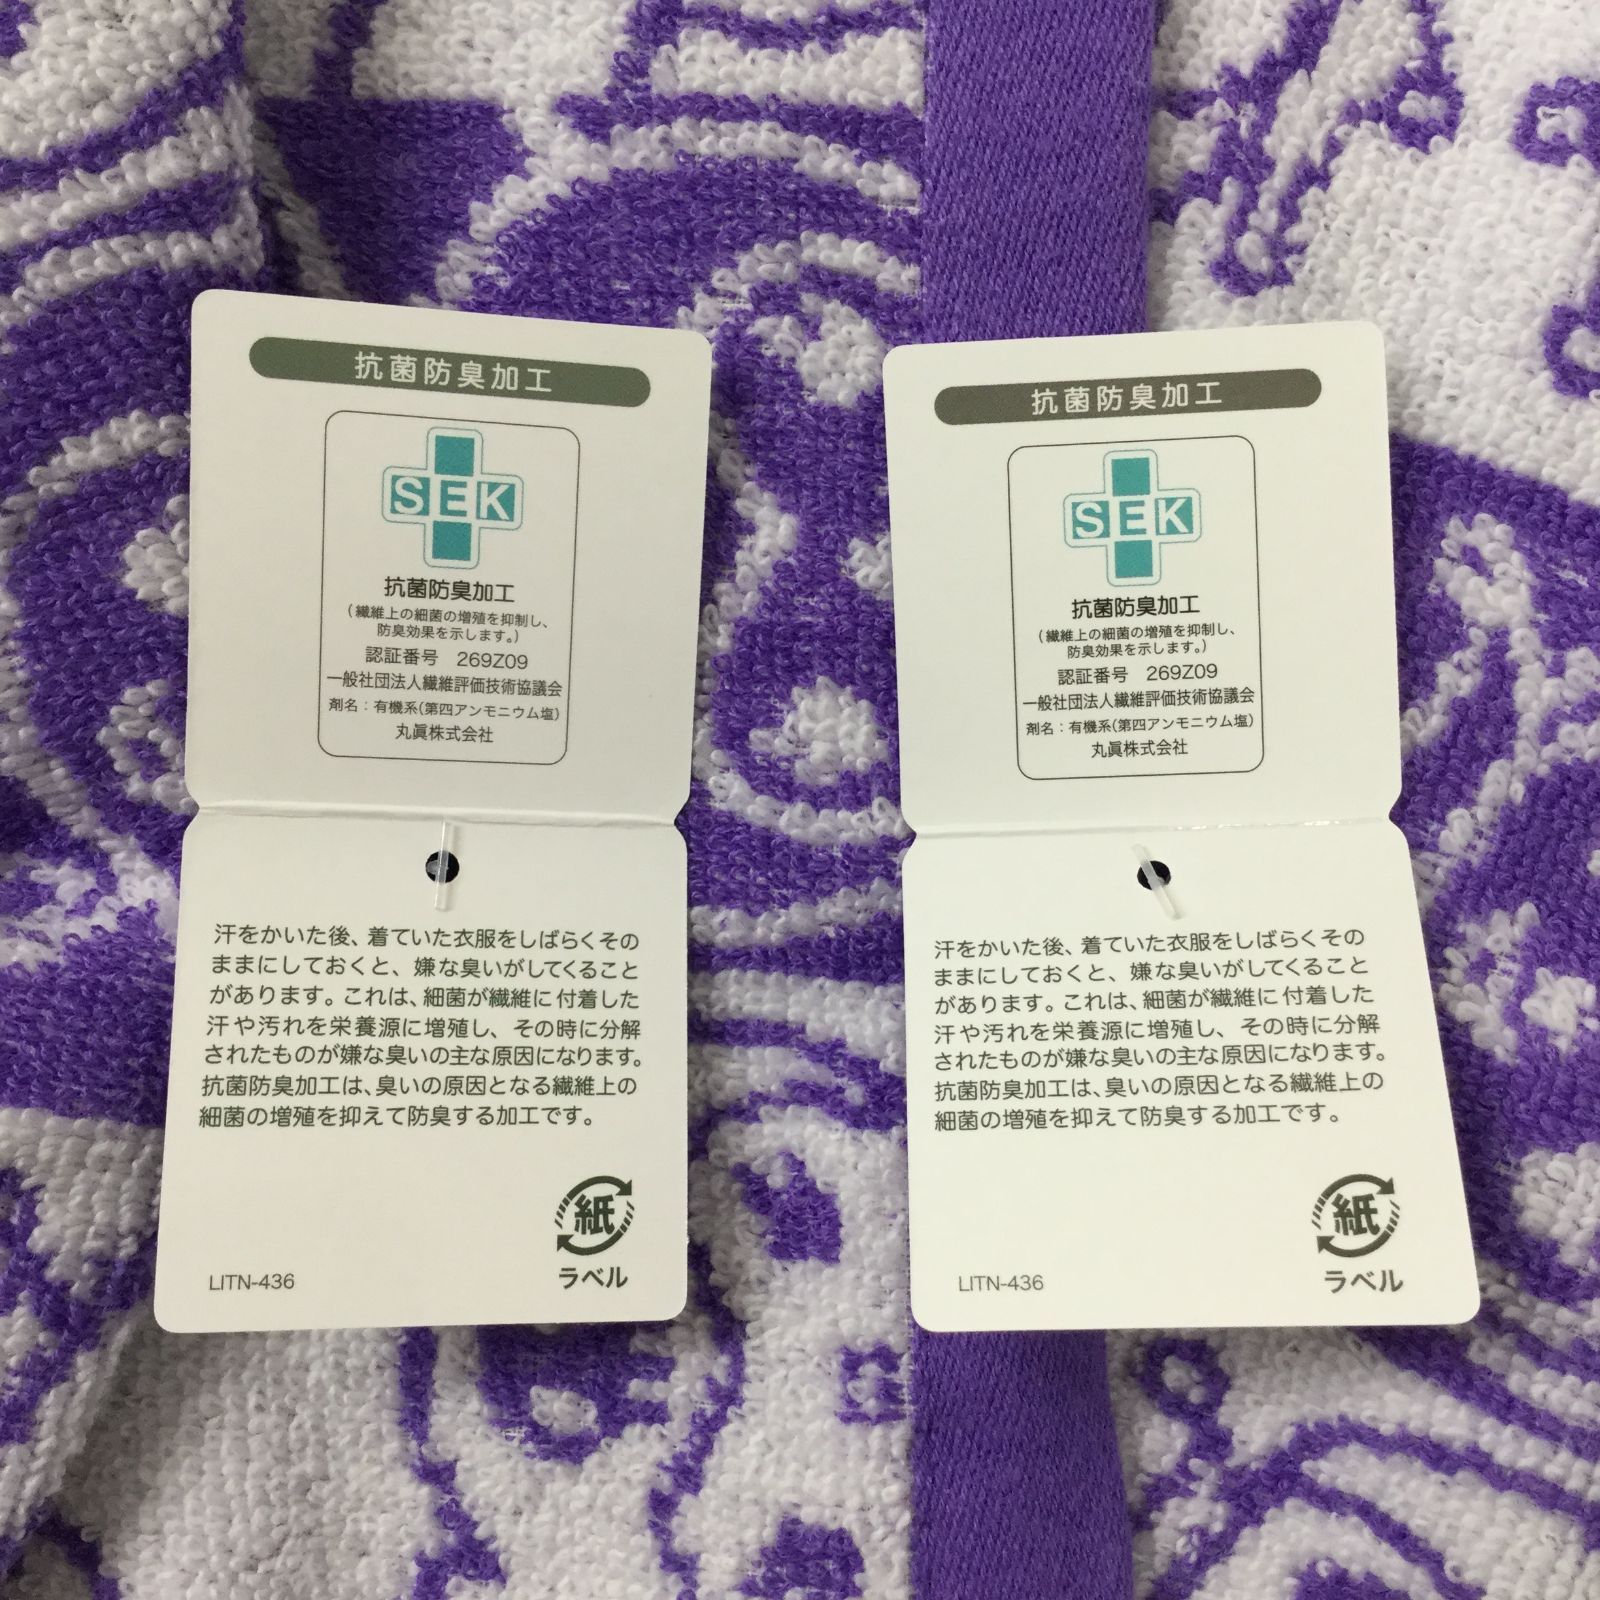 抗菌防臭加工
SEK
抗菌防臭加工
(繊維上の細菌の増殖を抑制し、
防臭効果を示します。)
認証番号 269Z09
一般社団法人繊維評価技術協議会
剤名：有機系(第四アンモニウム塩)
丸眞株式会社
汗をかいた後、着ていた衣服をしばらくその
ままにしておくと、嫌な臭いがしてくること
があります。これは、細菌が繊維に付着した
汗や汚れを栄養源に増殖し、その時に分解
されたものが嫌な臭いの主な原因になります。
抗菌防臭加工は、臭いの原因となる繊維上の
細菌の増殖を抑えて防臭する加工です。
紙
ラベル
LITN-436
抗菌防臭加工
SEK
抗菌防臭加工
(繊維上の細菌の増殖を抑制し、
防臭効果を示します。)
認証番号 269Z09
一般社団法人繊維評価技術協議会
剤名：有機系(第四アンモニウム塩)
丸眞株式会社
汗をかいた後、着ていた衣服をしばらくその
ままにしておくと、嫌な臭いがしてくること
があります。これは、細菌が繊維に付着した
汗や汚れを栄養源に増殖し、その時に分解
されたものが嫌な臭いの主な原因になります。
抗菌防臭加工は、臭いの原因となる繊維上の
細菌の増殖を抑えて防臭する加工です。
紙
ラベル
LITN-436